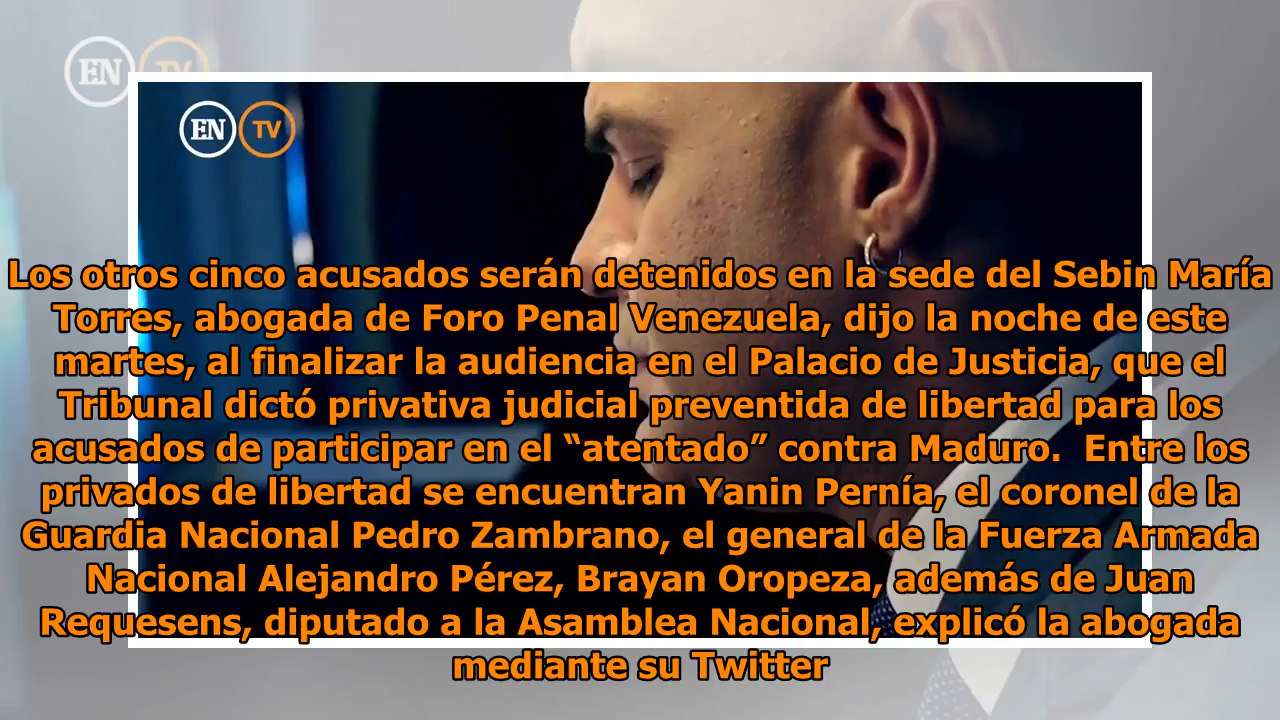 EN TV
EN TV
Los otros cinco acusados serán detenidos en la sede del Sebin María
Torres, abogada de Foro Penal Venezuela, dijo la noche de este
martes, al finalizar la audiencia en el Palacio de Justicia, que el
Tribunal dictó privativa judicial preventida de libertad para los
acusados de participar en el “atentado” contra Maduro.  Entre los
privados de libertad se encuentran Yanin Pernía, el coronel de la
Guardia Nacional Pedro Zambrano, el general de la Fuerza Armada
Nacional Alejandro Pérez, Brayan Oropeza, además de Juan
Requesens, diputado a la Asamblea Nacional, explicó la abogada
mediante su Twitter